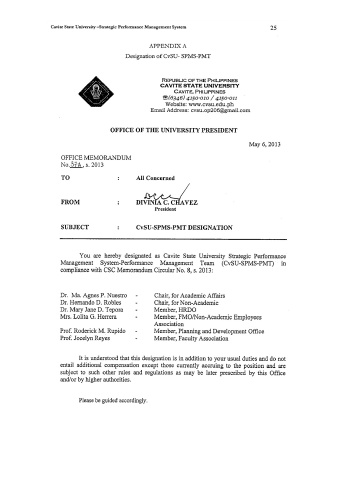 Cavite State University –Strategic Performance Management System
25
APPENDIX A
Designation of CvSU- SPMS-PMT
REPUBLIC OF THE PHILIPPINES
CAVITE STATE UNIVERSITY
CAVITE, PHILIPPINES
☎(6346) 4150-010 / 4150-011
Website: www.cvsu.edu.ph
Email Address: cvsu.op206@gmail.com
OFFICE OF THE UNIVERSITY PRESIDENT
May 6, 2013
OFFICE MEMORANDUM
No. , s. 2013
TO : All Concerned
FROM : DIVINIA C. CHAVEZ
President
SUBJECT : CvSU-SPMS-PMT DESIGNATION
You are hereby designated as Cavite State University Strategic Performance
Management System-Performance Management Team (CvSU-SPMS-PMT) in
compliance with CSC Memorandum Circular No. 8, s. 2013:
Dr. Ma. Agnes P. Nuestro - Chair, for Academic Affairs
Dr. Hernando D. Robles - Chair, for Non-Academic
Dr. Mary Jane D. Tepora - Member, HRDO
Mrs. Lolita G. Herrera - Member, FMO/Non-Academic Employees
Association
Prof. Roderick M. Rupido - Member, Planning and Development Office
Prof. Jocelyn Reyes - Member, Faculty Association
It is understood that this designation is in addition to your usual duties and do not
entail additional compensation except those currently accruing to the position and are
subject to such other rules and regulations as may be later prescribed by this Office
and/or by higher authorities.
Please be guided accordingly.